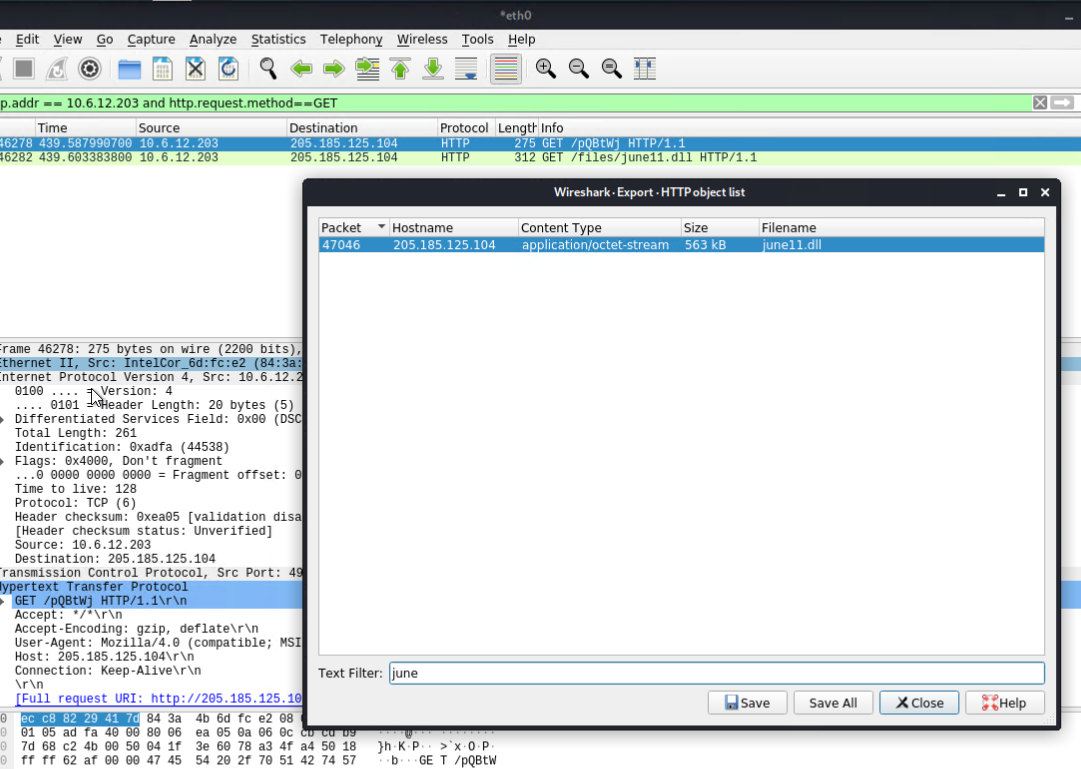 *eth0
Edit View Go Capture Analyze Statistics Telephony Wireless Tools Help
p.addr == 10.6.12.203 and http.request.method==GET
Time Source Destination Protocol Length Info
46278 439.587990700 10.6.12.203 205.185.125.104 HTTP 275 GET /pQBtWj HTTP/1.1
46282 439.603383800 10.6.12.203 205.185.125.104 HTTP 312 GET /files/june11.dll HTTP/1.1
Wireshark · Export · HTTP object list
Packet Hostname Content Type Size Filename
47046 205.185.125.104 application/octet-stream 563 kB june11.dll
Frame 46278: 275 bytes on wire (2200 bits),
Ethernet II, Src: IntelCor_6d:fc:e2 (84:3a:
Internet Protocol Version 4, Src: 10.6.12.2
0100 .... = Version: 4
.... 0101 = Header Length: 20 bytes (5)
Differentiated Services Field: 0x00 (DSC
Total Length: 261
Identification: 0xadfa (44538)
Flags: 0x4000, Don't fragment
...0 0000 0000 0000 = Fragment offset: 0
Time to live: 128
Protocol: TCP (6)
Header checksum: 0xea05 [validation disa
[Header checksum status: Unverified]
Source: 10.6.12.203
Destination: 205.185.125.104
Transmission Control Protocol, Src Port: 49
Hypertext Transfer Protocol
GET /pQBtWj HTTP/1.1\r\n
Accept: */*\r\n
Accept-Encoding: gzip, deflate\r\n
User-Agent: Mozilla/4.0 (compatible; MSI
Host: 205.185.125.104\r\n
Connection: Keep-Alive\r\n
\r\n
[Full request URI: http://205.185.125.10
Text Filter: june
Save Save All Close Help
0 ec c8 82 29 41 7d 84 3a 4b 6d fc e2 08
0 01 05 ad fa 40 00 80 06 ea 05 0a 06 0c cb cd b9 ····@··· ········
0 7d 68 c2 4b 00 50 04 1f 3e 60 78 a3 4f a4 50 18 }h·K·P·· >`x·O·P·
0 ff ff 62 af 00 00 47 45 54 20 2f 70 51 42 74 57 ··b···GE T /pQBtW